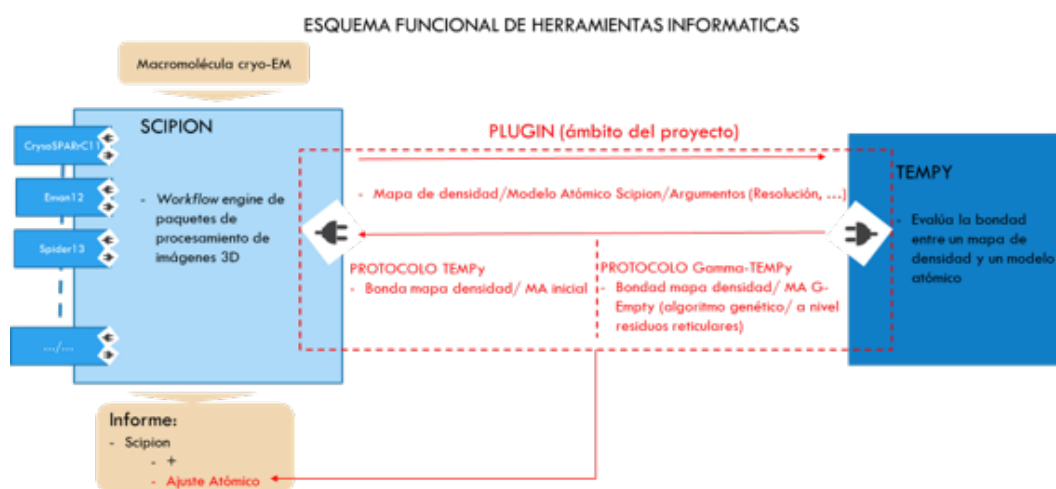 ESQUEMA FUNCIONAL DE HERRAMIENTAS INFORMATICAS
Macromolécula cryo-EM
SCIPION
- Workflow engine de
paquetes de
procesamiento de
imágenes 3D
CrysoSPARrC11
Eman12
Spider13
.../...
PLUGIN (ámbito del proyecto)
- Mapa de densidad/Modelo Atómico Scipion/Argumentos (Resolución, ...)
PROTOCOLO TEMPy
- Bonda mapa densidad/ MA inicial
PROTOCOLO Gamma-TEMPy
- Bondad mapa densidad/ MA G-
Empty (algoritmo genético/ a nivel
residuos reticulares)
TEMPY
- Evalúa la bondad
entre un mapa de
densidad y un modelo
atómico
Informe:
- Scipion
- +
- Ajuste Atómico